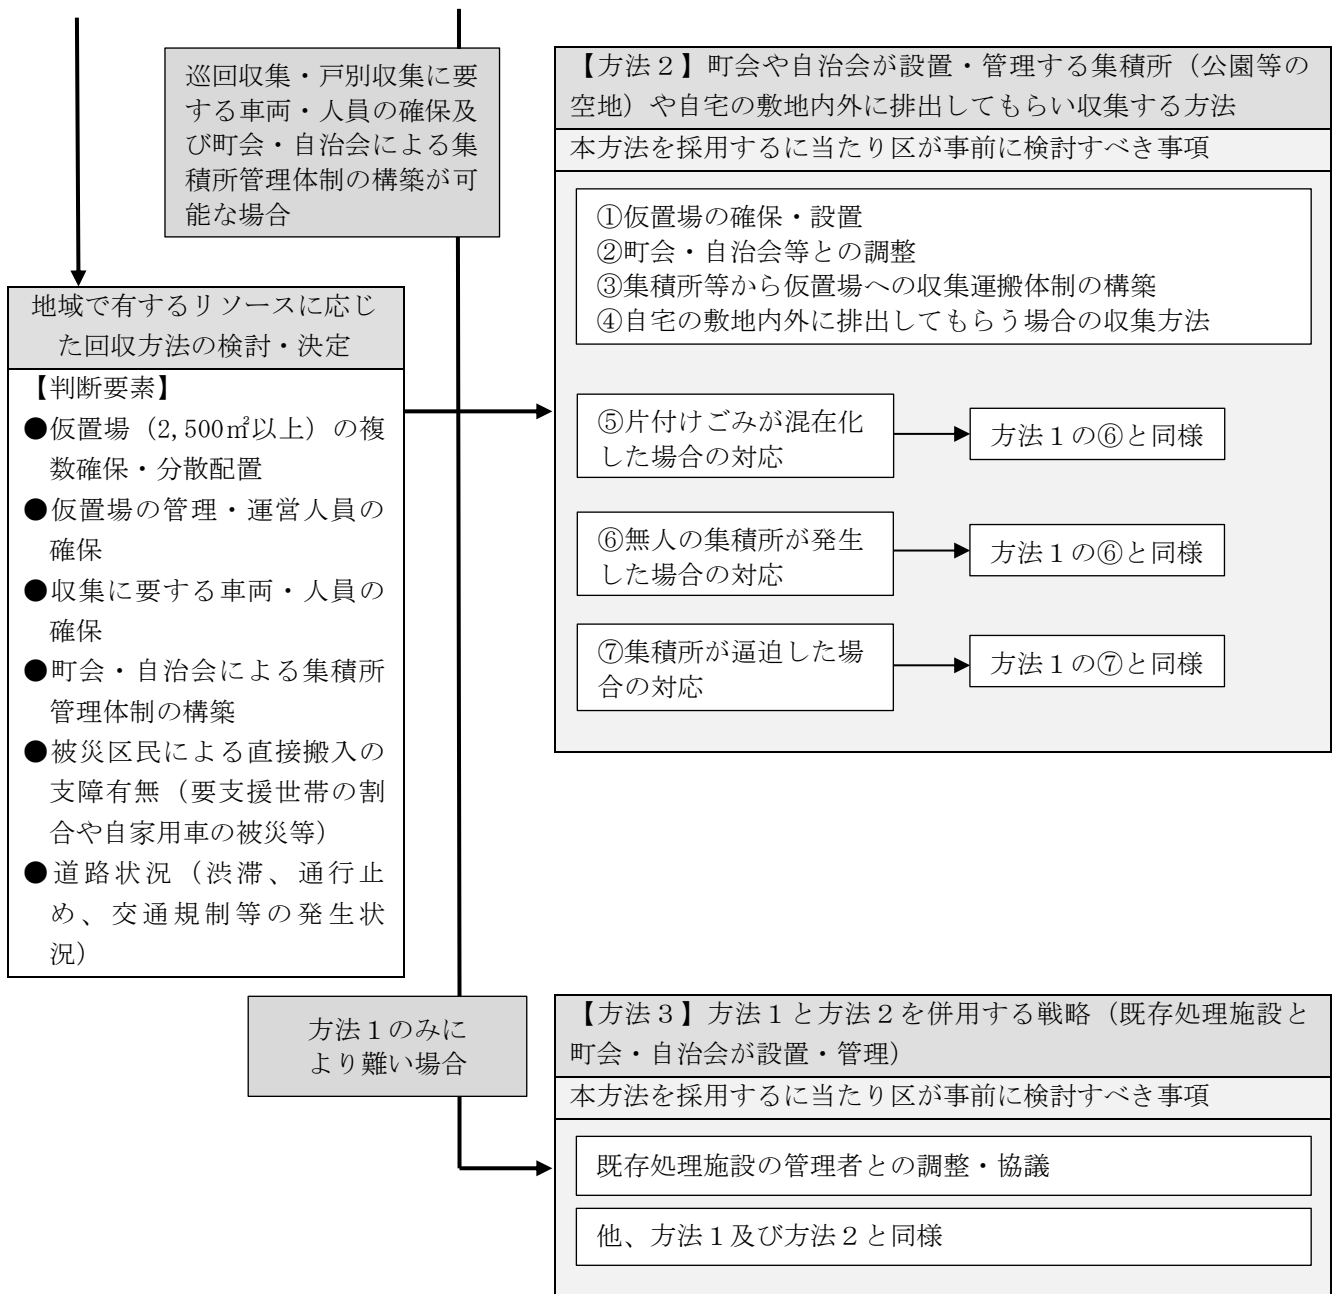 巡回収集・戸別収集に要
する車両・人員の確保及
び町会・自治会による集
積所管理体制の構築が可
能な場合
地域で有するリソースに応じ
た回収方法の検討・決定
【判断要素】
●仮置場（2,500㎡以上）の複
数確保・分散配置
●仮置場の管理・運営人員の
確保
●収集に要する車両・人員の
確保
●町会・自治会による集積所
管理体制の構築
●被災区民による直接搬入の
支障有無（要支援世帯の割
合や自家用車の被災等）
●道路状況（渋滞、通行止
め、交通規制等の発生状
況）
【方法２】町会や自治会が設置・管理する集積所（公園等の
空地）や自宅の敷地内外に排出してもらい収集する方法
本方法を採用するに当たり区が事前に検討すべき事項
①仮置場の確保・設置
②町会・自治会等との調整
③集積所等から仮置場への収集運搬体制の構築
④自宅の敷地内外に排出してもらう場合の収集方法
⑤片付けごみが混在化
した場合の対応
方法１の⑥と同様
⑥無人の集積所が発生
した場合の対応
方法１の⑥と同様
⑦集積所が逼迫した場
合の対応
方法１の⑦と同様
方法１のみに
より難い場合
【方法３】方法１と方法２を併用する戦略（既存処理施設と
町会・自治会が設置・管理）
本方法を採用するに当たり区が事前に検討すべき事項
既存処理施設の管理者との調整・協議
他、方法１及び方法２と同様